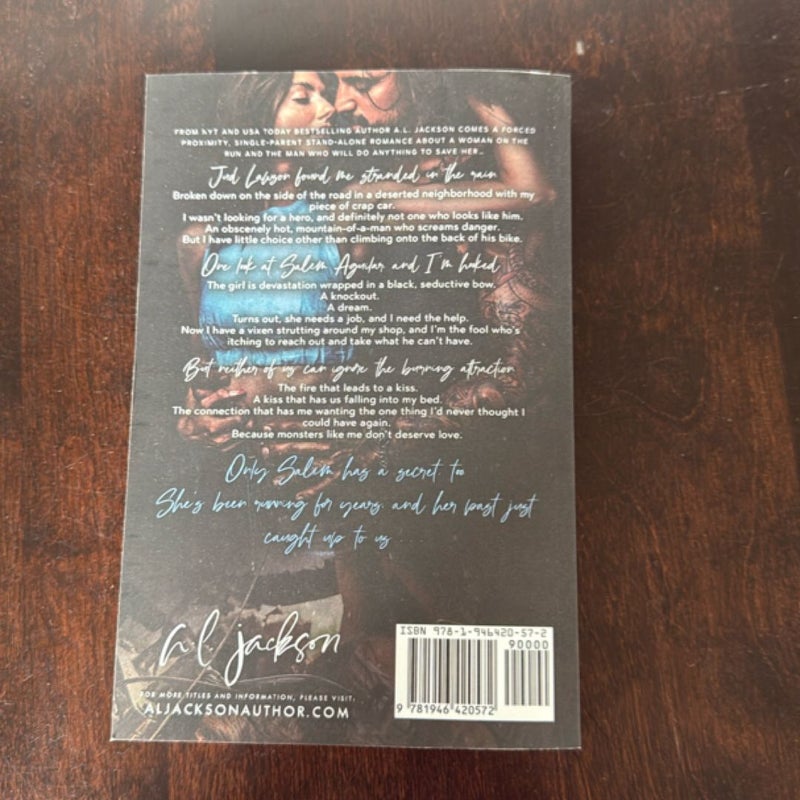 FROM NYT AND USA TODAY BESTSELLING AUTHOR A.L. JACKSON COMES A FORCED
PROXIMITY, SINGLE-PARENT STAND-ALONE ROMANCE ABOUT A WOMAN ON THE
RUN AND THE MAN WHO WILL DO ANYTHING TO SAVE HER...
Jud Lawson found me stranded in the rain
Broken down on the side of the road in a deserted neighborhood with my
piece of crap car.
I wasn't looking for a hero, and definitely not one who looks like him.
An obscenely hot, mountain-of-a-man who screams danger.
But I have little choice other than climbing onto the back of his bike.
One look at Salem Aguilar, and I'm hooked
The girl is devastation wrapped in a black, seductive bow.
A knockout.
A dream.
Turns out, she needs a job, and I need the help.
Now I have a vixen strutting around my shop, and I'm the fool who's
itching to reach out and take what he can't have.
But neither of us can ignore the burning attraction
The fire that leads to a kiss.
A kiss that has us falling into my bed.
The connection that has me wanting the one thing I'd never thought I
could have again.
Because monsters like me don't deserve love.
Only Salem has a secret too
She's been running for years, and her past just
caught up to us
al jackson
FOR MORE TITLES AND INFORMATION, PLEASE VISIT:
ALJACKSONAUTHOR.COM
ISBN 978-1-946420-57-2
90000
9 781946 420572